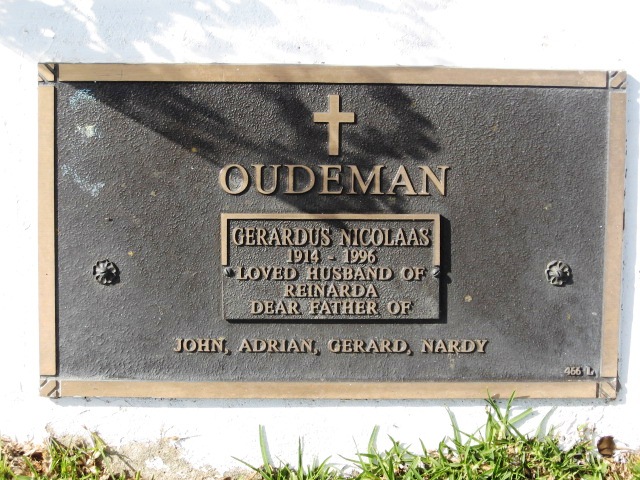 OUDEMAN
GERARDUS NICOLAAS
1914 - 1996
LOVED HUSBAND OF
REINARDA
DEAR FATHER OF
JOHN, ADRIAN, GERARD, NARDY
466 L